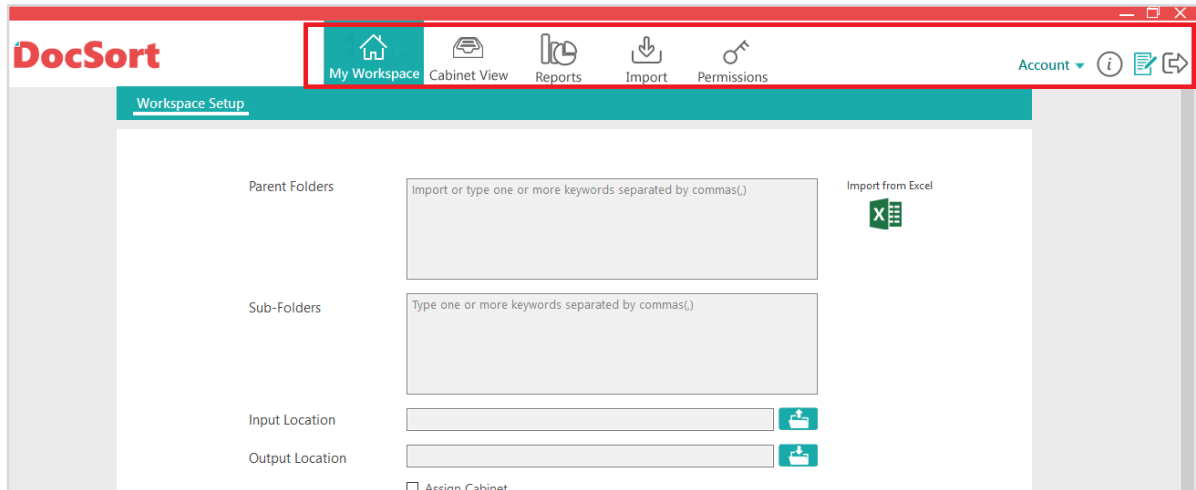 DocSort
My Workspace Cabinet View Reports Import Permissions
Account
Workspace Setup
Parent Folders
Import or type one or more keywords separated by commas(,)
Import from Excel
Sub-Folders
Type one or more keywords separated by commas(,)
Input Location
Output Location
Assign Cabinet